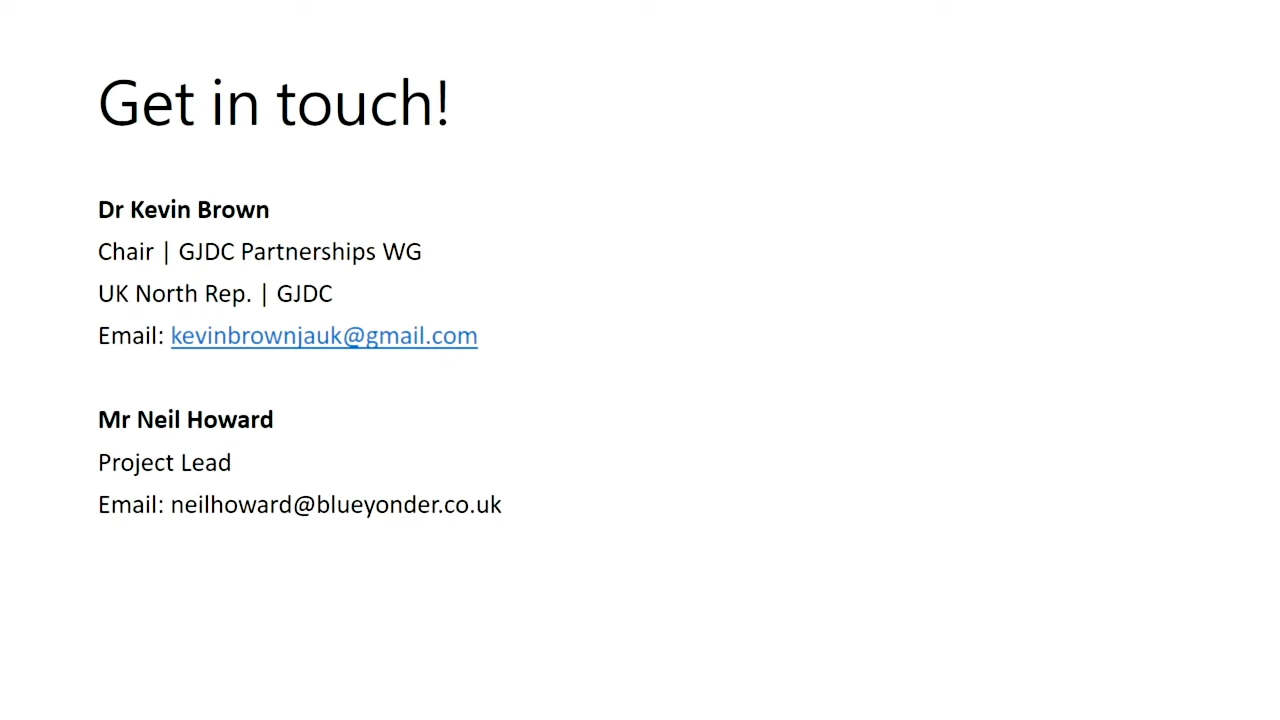 Get in touch!
Dr Kevin Brown
Chair | GJDC Partnerships WG
UK North Rep. | GJDC
Email: kevinbrownjauk@gmail.com
Mr Neil Howard
Project Lead
Email: neilhoward@blueyonder.co.uk